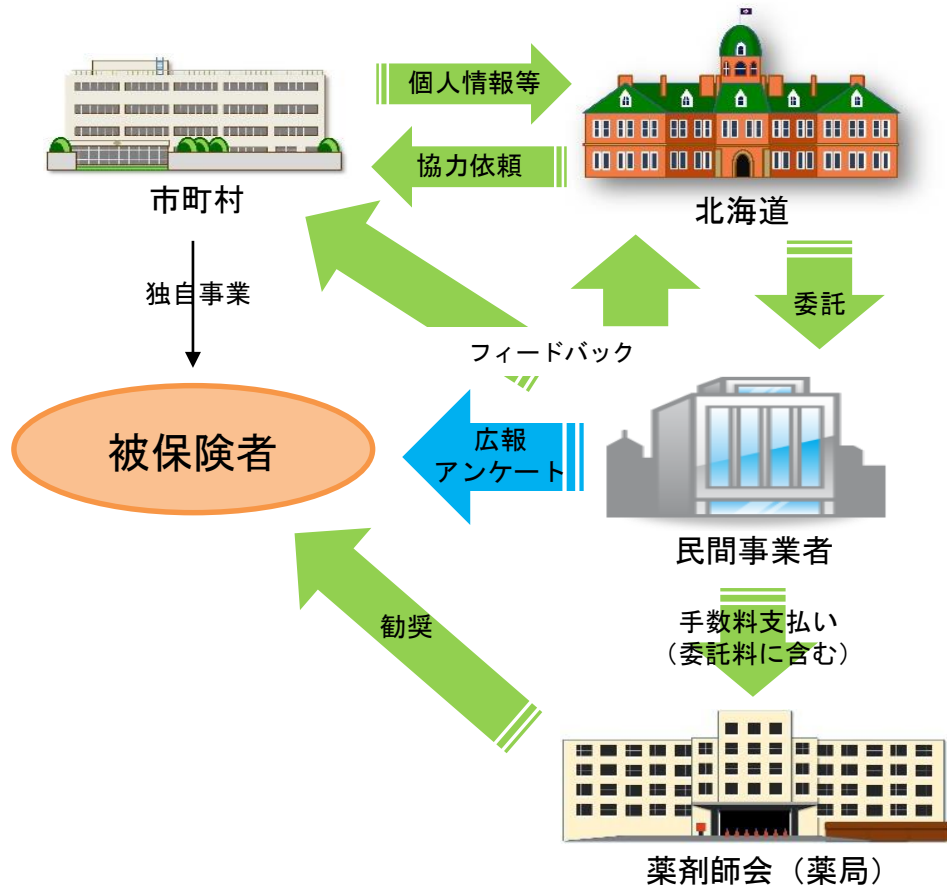 個人情報等
協力依頼
市町村
北海道
独自事業
委託
フィードバック
被保険者
広報
アンケート
民間事業者
勧奨
手数料支払い
（委託料に含む）
薬剤師会（薬局）